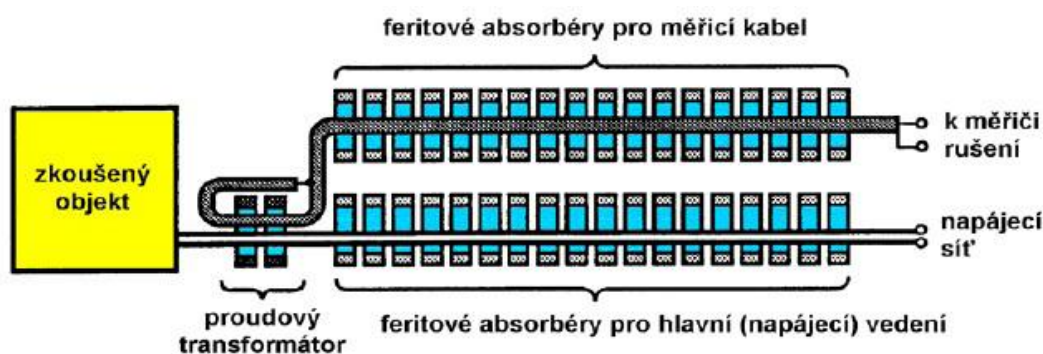 feritové absorbéry pro měřicí kabel
k měřiči
rušení
zkoušený
objekt
napájecí
síť
proudový
transformátor
feritové absorbéry pro hlavní (napájecí) vedení